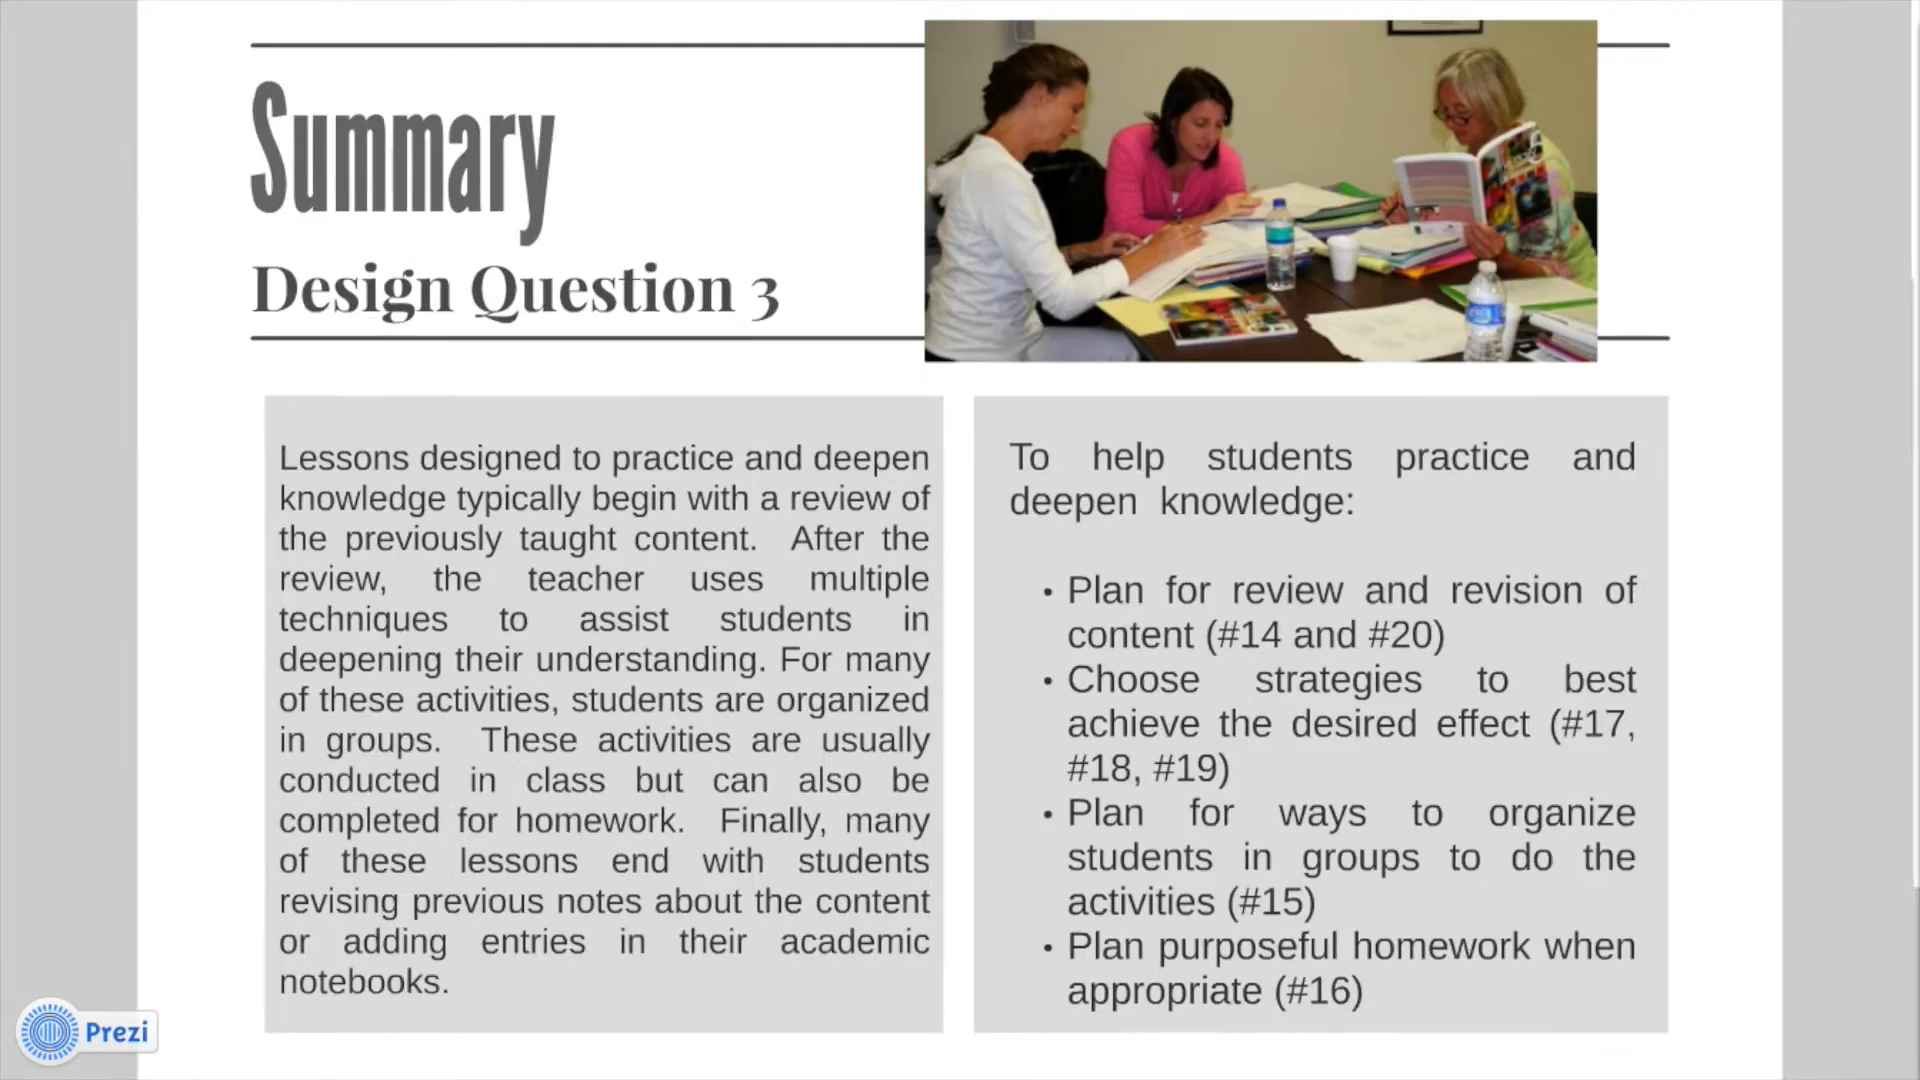 Summary
Design Question 3
Lessons designed to practice and deepen
knowledge typically begin with a review of
the previously taught content. After the
review, the teacher uses multiple
techniques to assist students in
deepening their understanding. For many
of these activities, students are organized
in groups. These activities are usually
conducted in class but can also be
completed for homework. Finally, many
of these lessons end with students
revising previous notes about the content
or adding entries in their academic
notebooks.
To help students practice and
deepen knowledge:
• Plan for review and revision of
content (#14 and #20)
• Choose strategies to best
achieve the desired effect (#17,
#18, #19)
• Plan for ways to organize
students in groups to do the
activities (#15)
• Plan purposeful homework when
appropriate (#16)
Prezi